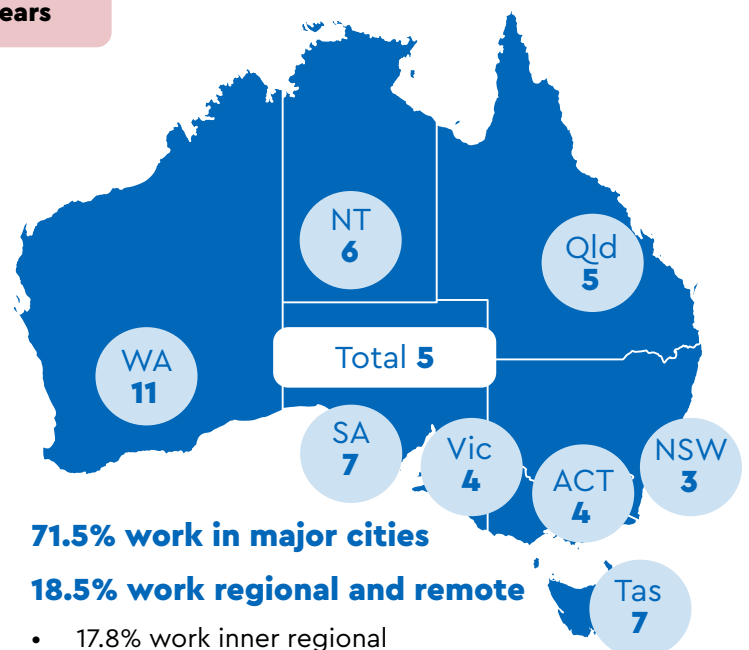 ears
NT
6
Qld
5
Total 5
WA
11
SA
7
Vic
4
ACT
4
NSW
3
71.5% work in major cities
18.5% work regional and remote
Tas
7
• 17.8% work inner regional